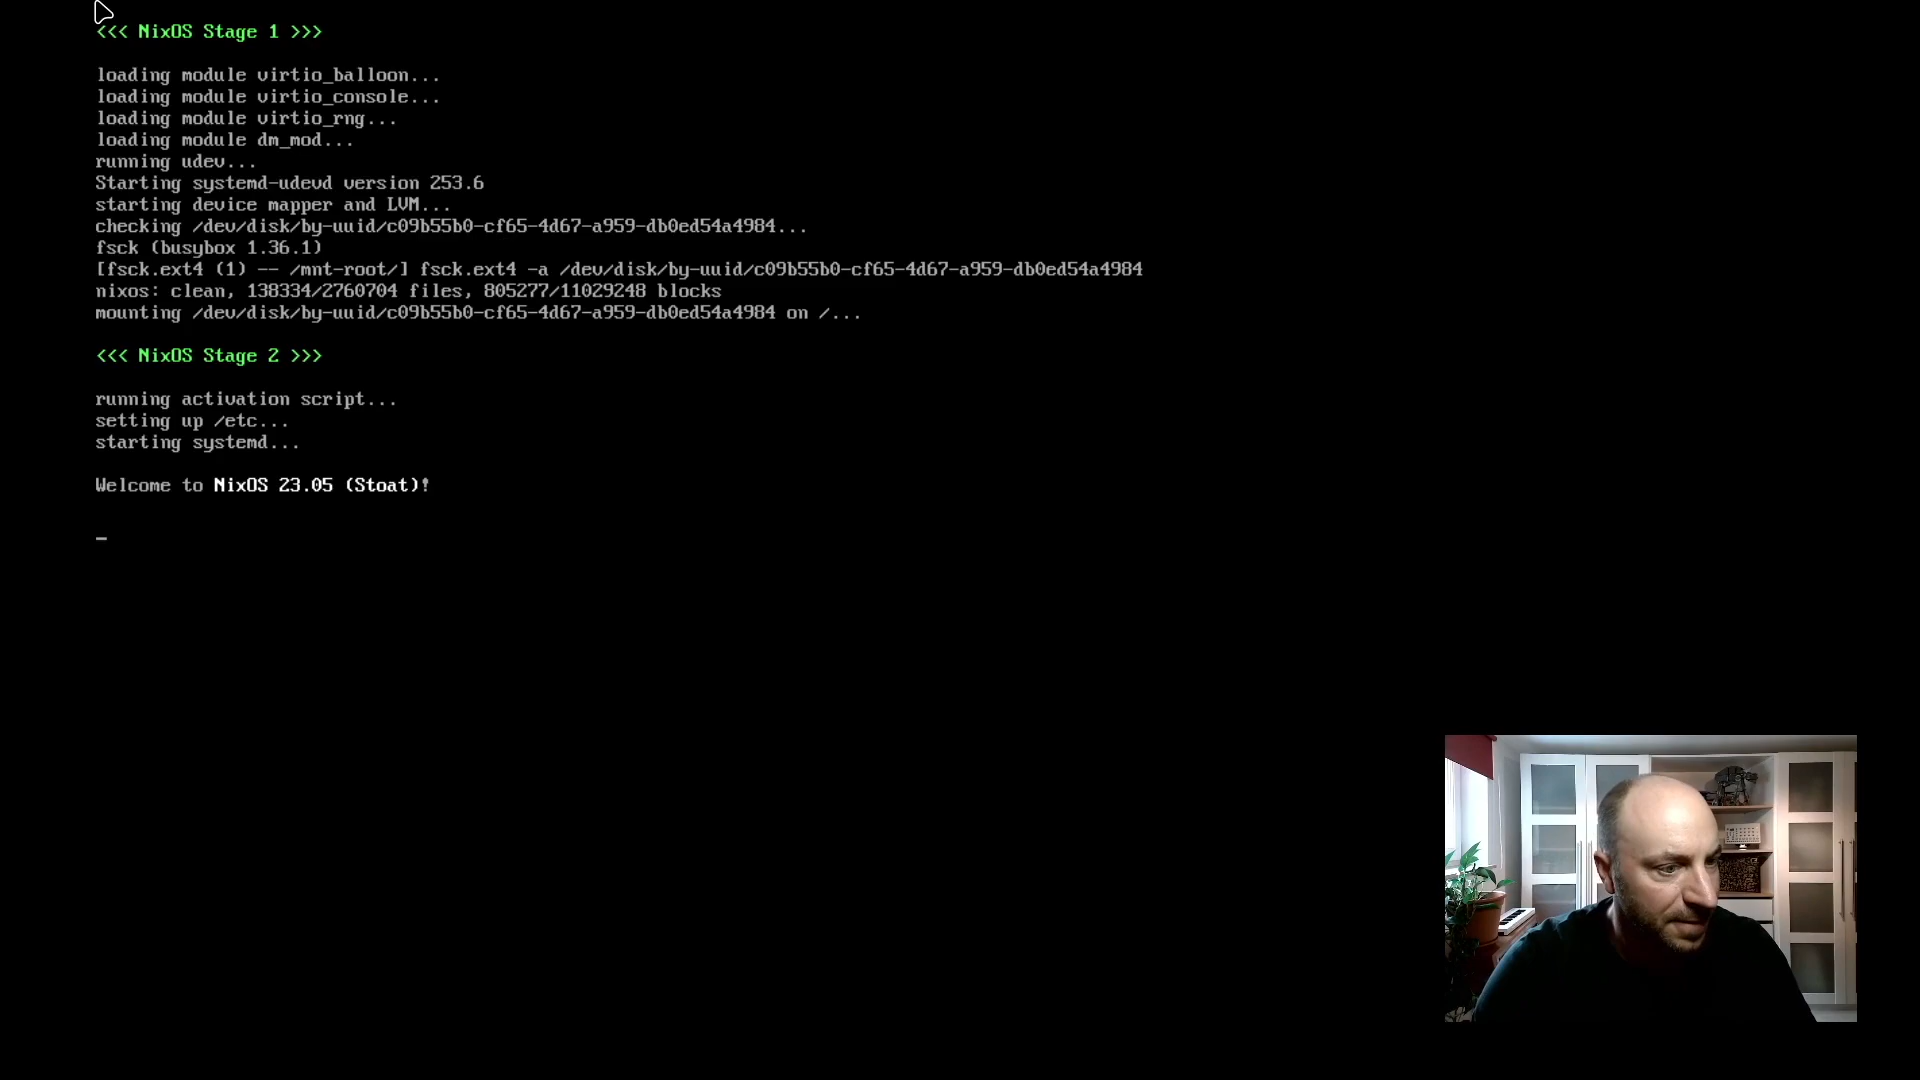 <<< NixOS Stage 1 >>>
loading module virtio_balloon...
loading module virtio_console...
loading module virtio_rng...
loading module dm_mod...
running udev...
Starting systemd-udevd version 253.6
starting device mapper and LVM...
checking /dev/disk/by-uuid/c09b55b0-cf65-4d67-a959-db0ed54a4984...
fsck (busybox 1.36.1)
[fsck.ext4 (1) -- /mnt-root/] fsck.ext4 -a /dev/disk/by-uuid/c09b55b0-cf65-4d67-a959-db0ed54a4984
nixos: clean, 138334/2760704 files, 805277/11029248 blocks
mounting /dev/disk/by-uuid/c09b55b0-cf65-4d67-a959-db0ed54a4984 on /...
<<< NixOS Stage 2 >>>
running activation script...
setting up /etc...
starting systemd...
Welcome to NixOS 23.05 (Stoat)!